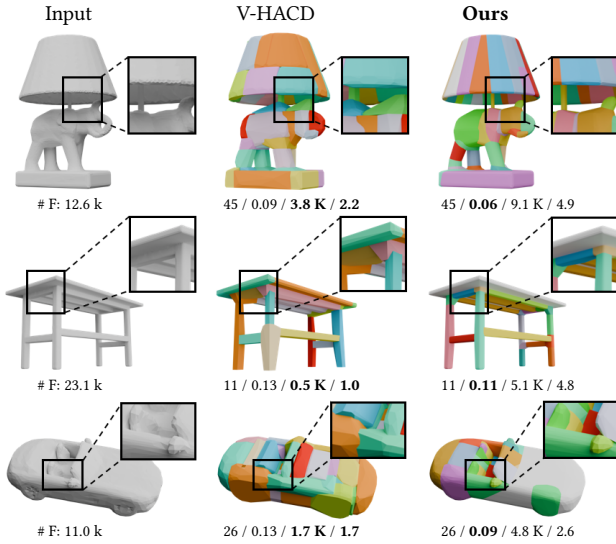 Input V-HACD Ours
# F: 12.6 k 45 / 0.09 / 3.8 K / 2.2 45 / 0.06 / 9.1 K / 4.9
# F: 23.1 k 11 / 0.13 / 0.5 K / 1.0 11 / 0.11 / 5.1 K / 4.8
# F: 11.0 k 26 / 0.13 / 1.7 K / 1.7 26 / 0.09 / 4.8 K / 2.6